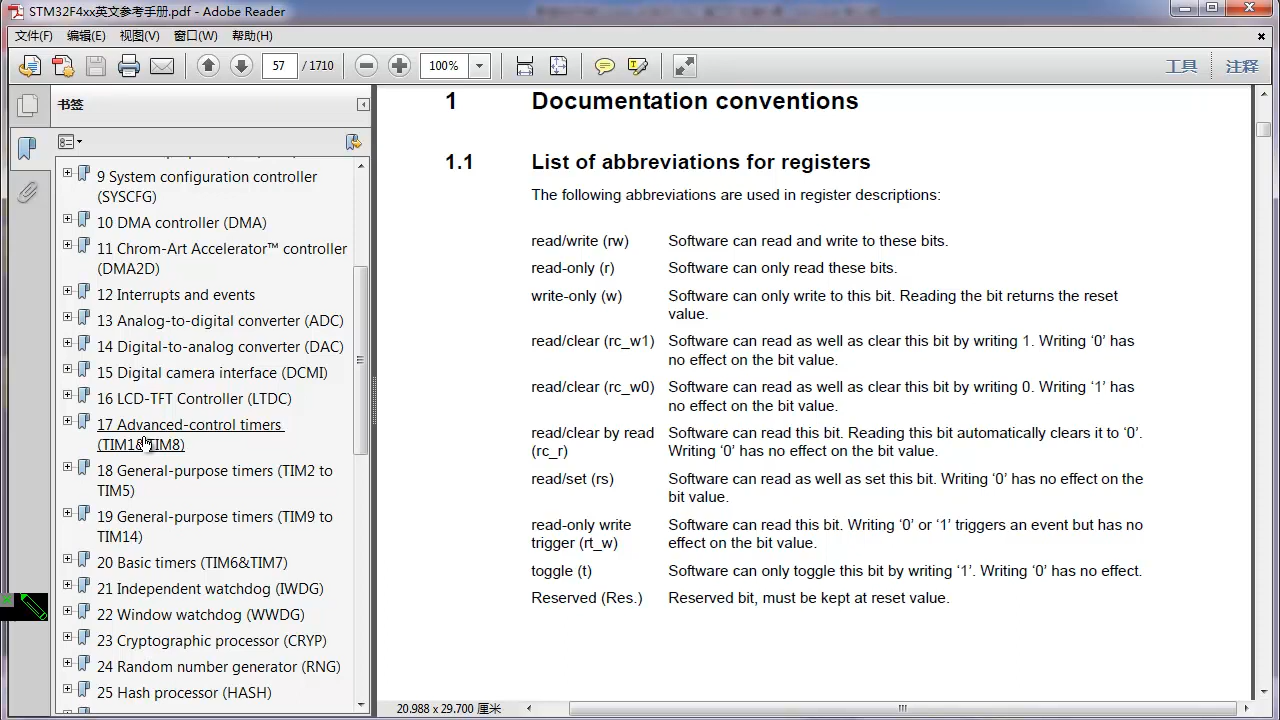 STM32F4xx英文参考手册.pdf - Adobe Reader
文件(F) 编辑(E) 视图(V) 窗口(W) 帮助(H)
57 / 1710 100% 工具 注释
书签
9 System configuration controller
(SYSCFG)
10 DMA controller (DMA)
11 Chrom-Art Accelerator™ controller
(DMA2D)
12 Interrupts and events
13 Analog-to-digital converter (ADC)
14 Digital-to-analog converter (DAC)
15 Digital camera interface (DCMI)
16 LCD-TFT Controller (LTDC)
17 Advanced-control timers
(TIM1&TIM8)
18 General-purpose timers (TIM2 to
TIM5)
19 General-purpose timers (TIM9 to
TIM14)
20 Basic timers (TIM6&TIM7)
21 Independent watchdog (IWDG)
22 Window watchdog (WWDG)
23 Cryptographic processor (CRYP)
24 Random number generator (RNG)
25 Hash processor (HASH)
1 Documentation conventions
1.1 List of abbreviations for registers
The following abbreviations are used in register descriptions:
read/write (rw) Software can read and write to these bits.
read-only (r) Software can only read these bits.
write-only (w) Software can only write to this bit. Reading the bit returns the reset
value.
read/clear (rc_w1) Software can read as well as clear this bit by writing 1. Writing ‘0’ has
no effect on the bit value.
read/clear (rc_w0) Software can read as well as clear this bit by writing 0. Writing ‘1’ has
no effect on the bit value.
read/clear by read Software can read this bit. Reading this bit automatically clears it to ‘0’.
(rc_r) Writing ‘0’ has no effect on the bit value.
read/set (rs) Software can read as well as set this bit. Writing ‘0’ has no effect on the
bit value.
read-only write Software can read this bit. Writing ‘0’ or ‘1’ triggers an event but has no
trigger (rt_w) effect on the bit value.
toggle (t) Software can only toggle this bit by writing ‘1’. Writing ‘0’ has no effect.
Reserved (Res.) Reserved bit, must be kept at reset value.
20.988 x 29.700 厘米